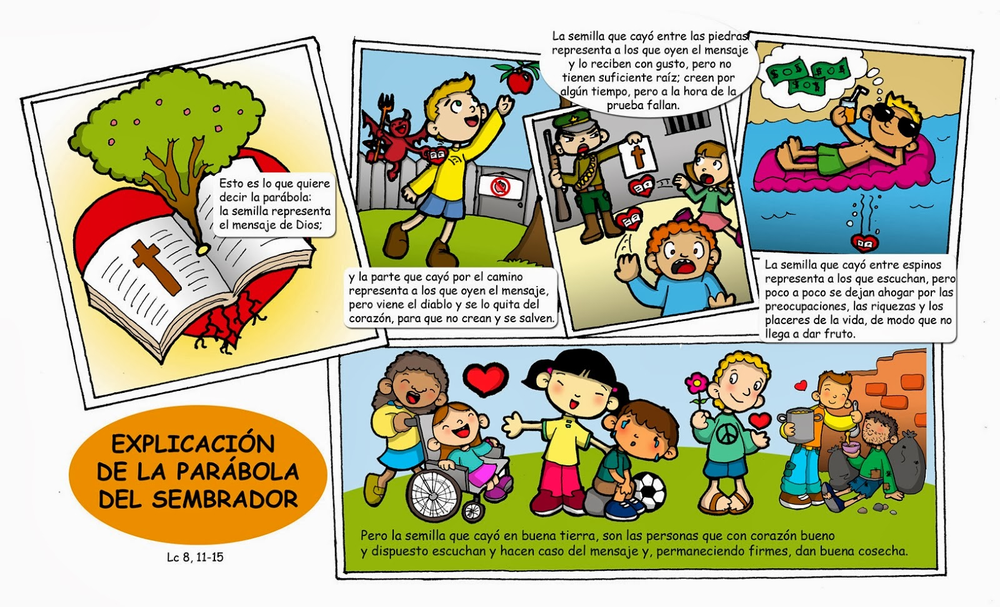 Esto es lo que quiere
decir la parábola:
la semilla representa
el mensaje de Dios;
y la parte que cayó por el camino
representa a los que oyen el mensaje,
pero viene el diablo y se lo quita del
corazón, para que no crean y se salven.
La semilla que cayó entre las piedras
representa a los que oyen el mensaje
y lo reciben con gusto, pero no
tienen suficiente raíz; creen por
algún tiempo, pero a la hora de la
prueba fallan.
La semilla que cayó entre espinos
representa a los que escuchan, pero
poco a poco se dejan ahogar por las
preocupaciones, las riquezas y los
placeres de la vida, de modo que no
llega a dar fruto.
EXPLICACIÓN
DE LA PARÁBOLA
DEL SEMBRADOR
Lc 8, 11-15
Pero la semilla que cayó en buena tierra, son las personas que con corazón bueno
y dispuesto escuchan y hacen caso del mensaje y, permaneciendo firmes, dan buena cosecha.